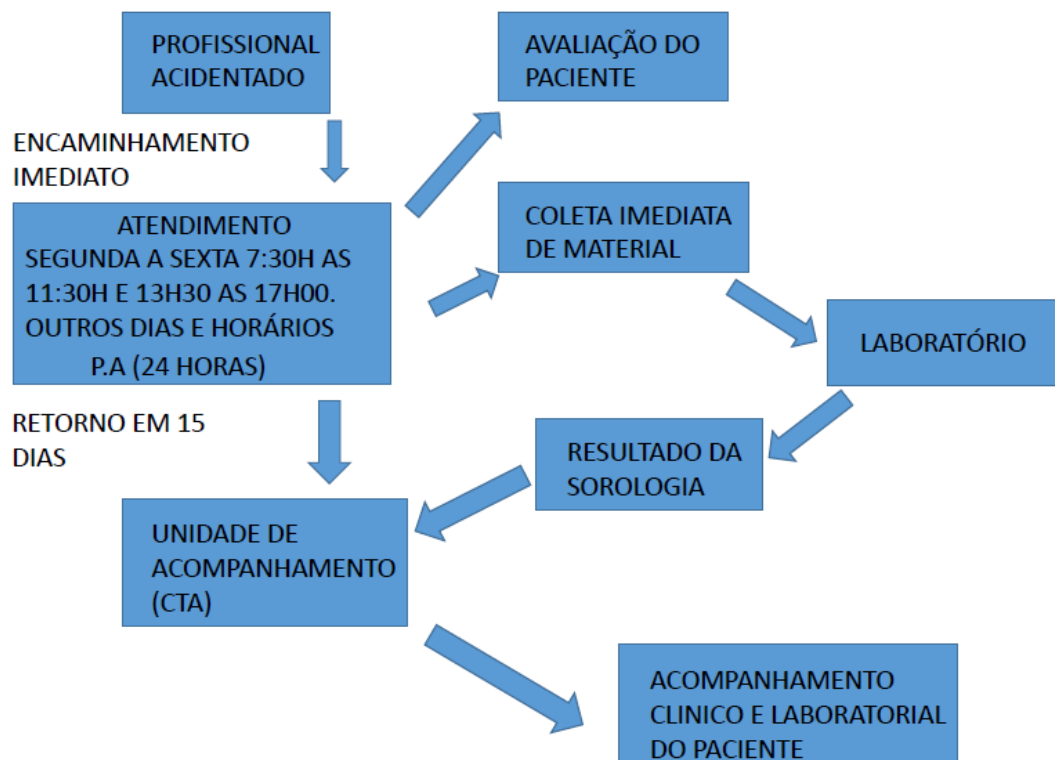 PROFISSIONAL
ACIDENTADO
AVALIAÇÃO DO
PACIENTE
ENCAMINHAMENTO
IMEDIATO
ATENDIMENTO
SEGUNDA A SEXTA 7:30H AS
11:30H E 13H30 AS 17H00.
OUTROS DIAS E HORÁRIOS
P.A (24 HORAS)
COLETA IMEDIATA
DE MATERIAL
LABORATÓRIO
RETORNO EM 15
DIAS
RESULTADO DA
SOROLOGIA
UNIDADE DE
ACOMPANHAMENTO
(CTA)
ACOMPANHAMENTO
CLINICO E LABORATORIAL
DO PACIENTE